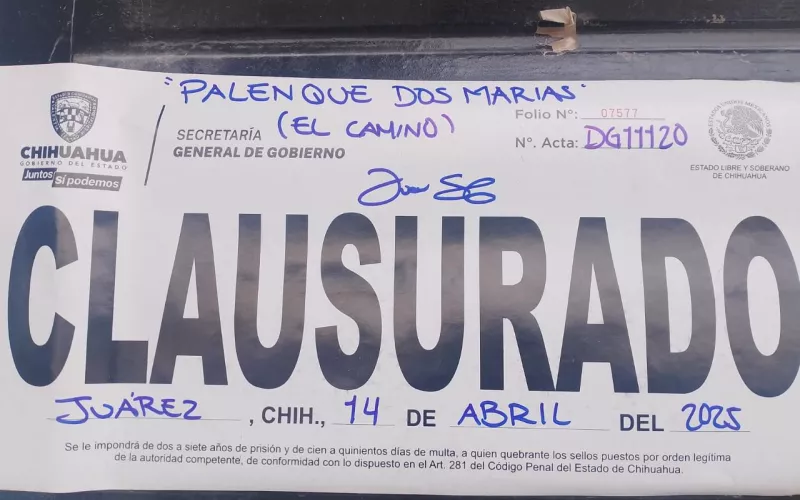 "PALENQUE DOS MARIAS"
(EL CAMINO)
CHIHUAHUA
GOBIERNO DEL ESTADO
Juntos Sí podemos
SECRETARÍA
GENERAL DE GOBIERNO
Folio N°: 07577
N°. Acta: DG11120
ESTADO LIBRE Y SOBERANO
DE CHIHUAHUA
CLAUSURADO
JUÁREZ, CHIH., 14 DE ABRIL DEL 2025
Se le impondrá de dos a siete años de prisión y de cien a quinientos días de multa, a quien quebrante los sellos puestos por orden legítima
de la autoridad competente, de conformidad con lo dispuesto en el Art. 281 del Código Penal del Estado de Chihuahua.